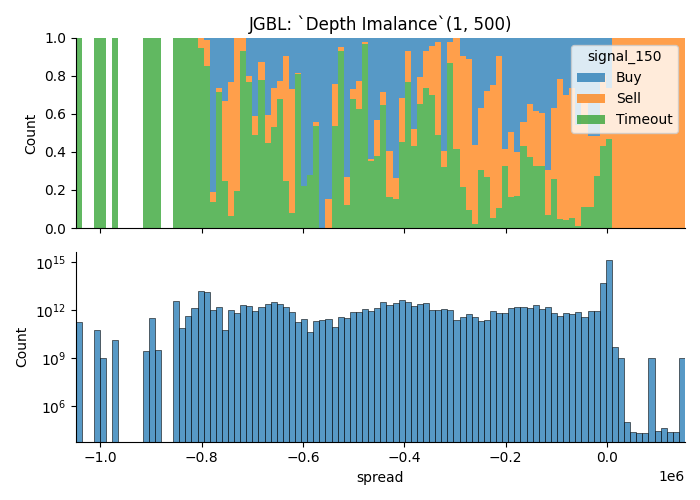 JGBL: `Depth Imalance`(1, 500)
Count
1.0
0.8
0.6
0.4
0.2
0.0
signal_150
Buy
Sell
Timeout
Count
10^15
10^12
10^9
10^6
−1.0
−0.8
−0.6
−0.4
−0.2
0.0
1e6
spread